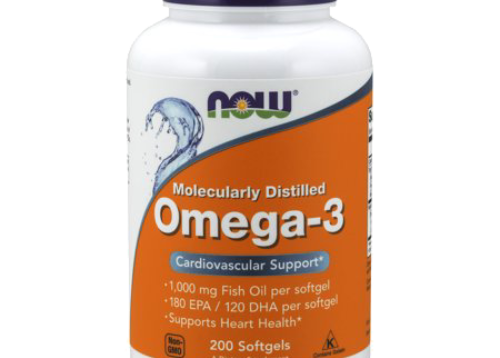 NOW®
Molecularly Distilled
Omega-3
Cardiovascular Support*
• 1,000 mg Fish Oil per softgel
• 180 EPA / 120 DHA per softgel
• Supports Heart Health*
200 Softgels
Non-
GMO
K